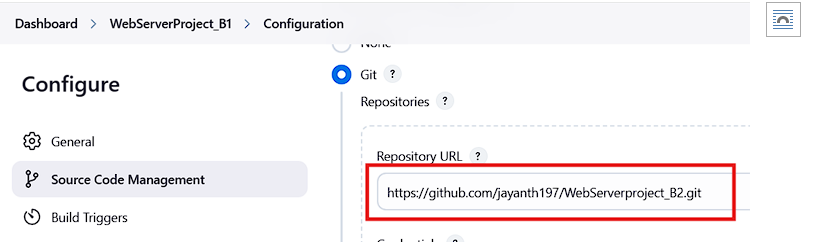 Dashboard > WebServerProject_B1 > Configuration
None
Configure
Git ?
Repositories ?
General
Repository URL ?
Source Code Management
https://github.com/jayanth197/WebServerproject_B2.git
Build Triggers